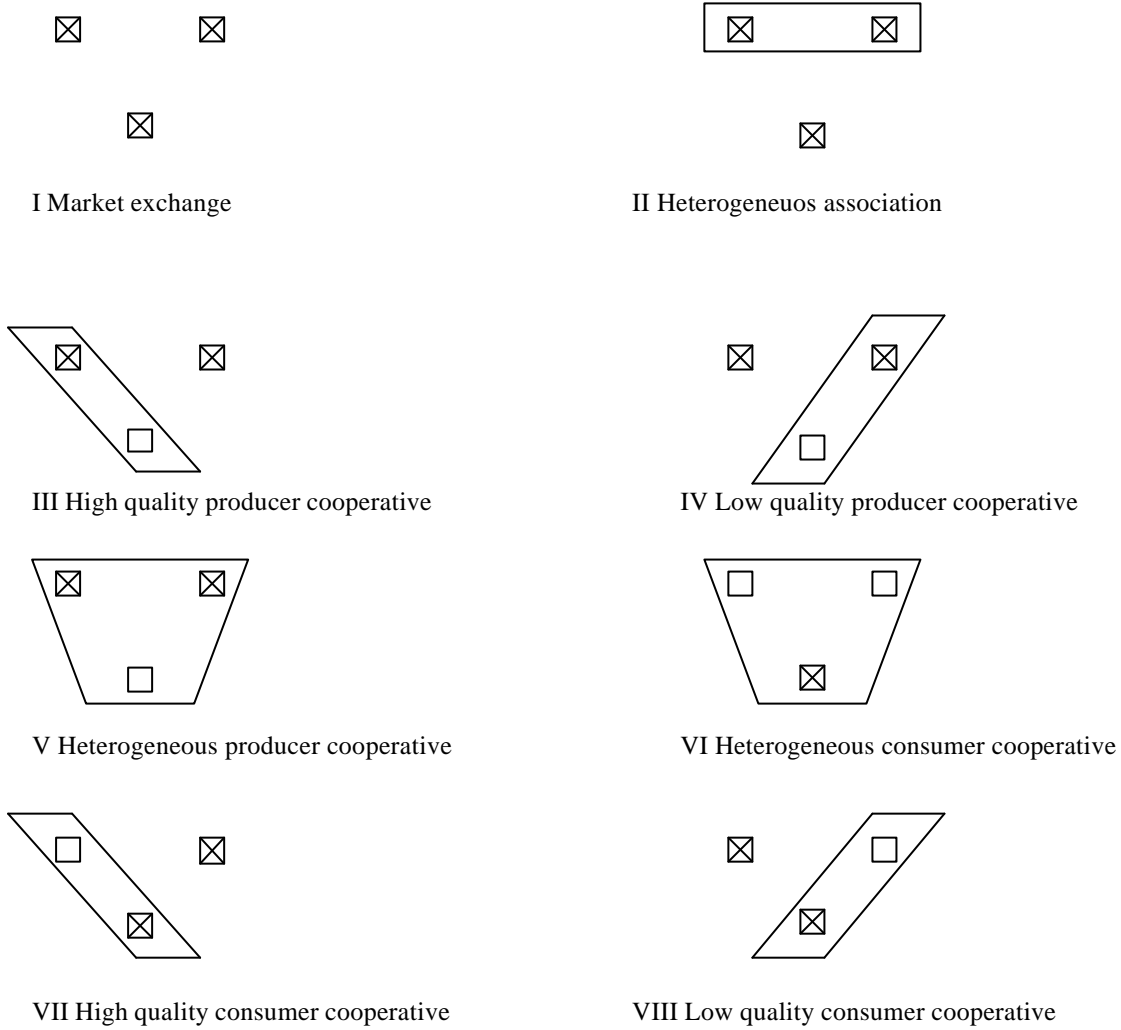 I Market exchange
II Heterogeneuos association
III High quality producer cooperative
IV Low quality producer cooperative
V Heterogeneous producer cooperative
VI Heterogeneous consumer cooperative
VII High quality consumer cooperative
VIII Low quality consumer cooperative